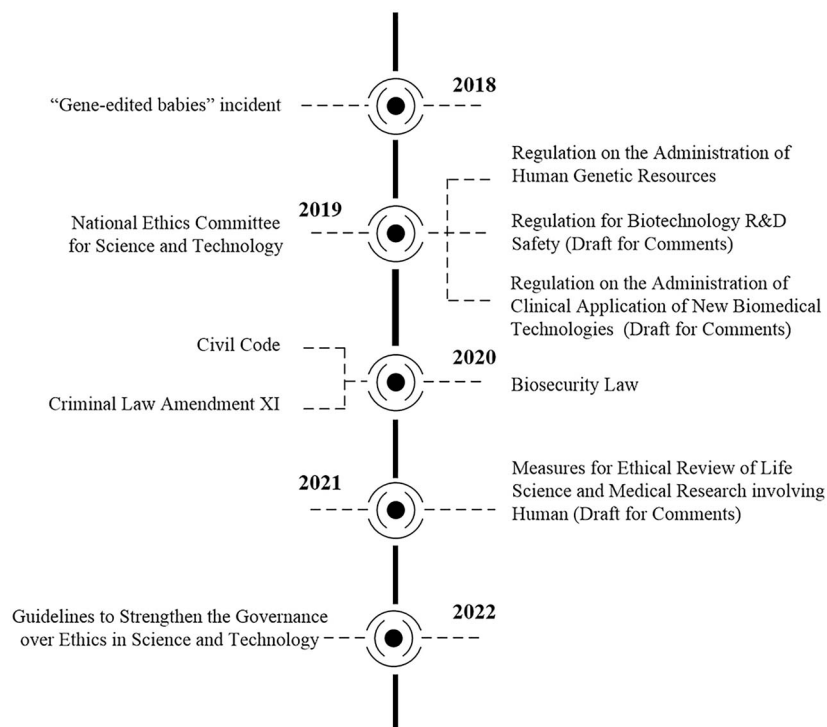 2018
“Gene-edited babies” incident
2019
National Ethics Committee
for Science and Technology
Regulation on the Administration of
Human Genetic Resources
Regulation for Biotechnology R&D
Safety (Draft for Comments)
Regulation on the Administration of
Clinical Application of New Biomedical
Technologies (Draft for Comments)
2020
Civil Code
Criminal Law Amendment XI
Biosecurity Law
2021
Measures for Ethical Review of Life
Science and Medical Research involving
Human (Draft for Comments)
2022
Guidelines to Strengthen the Governance
over Ethics in Science and Technology